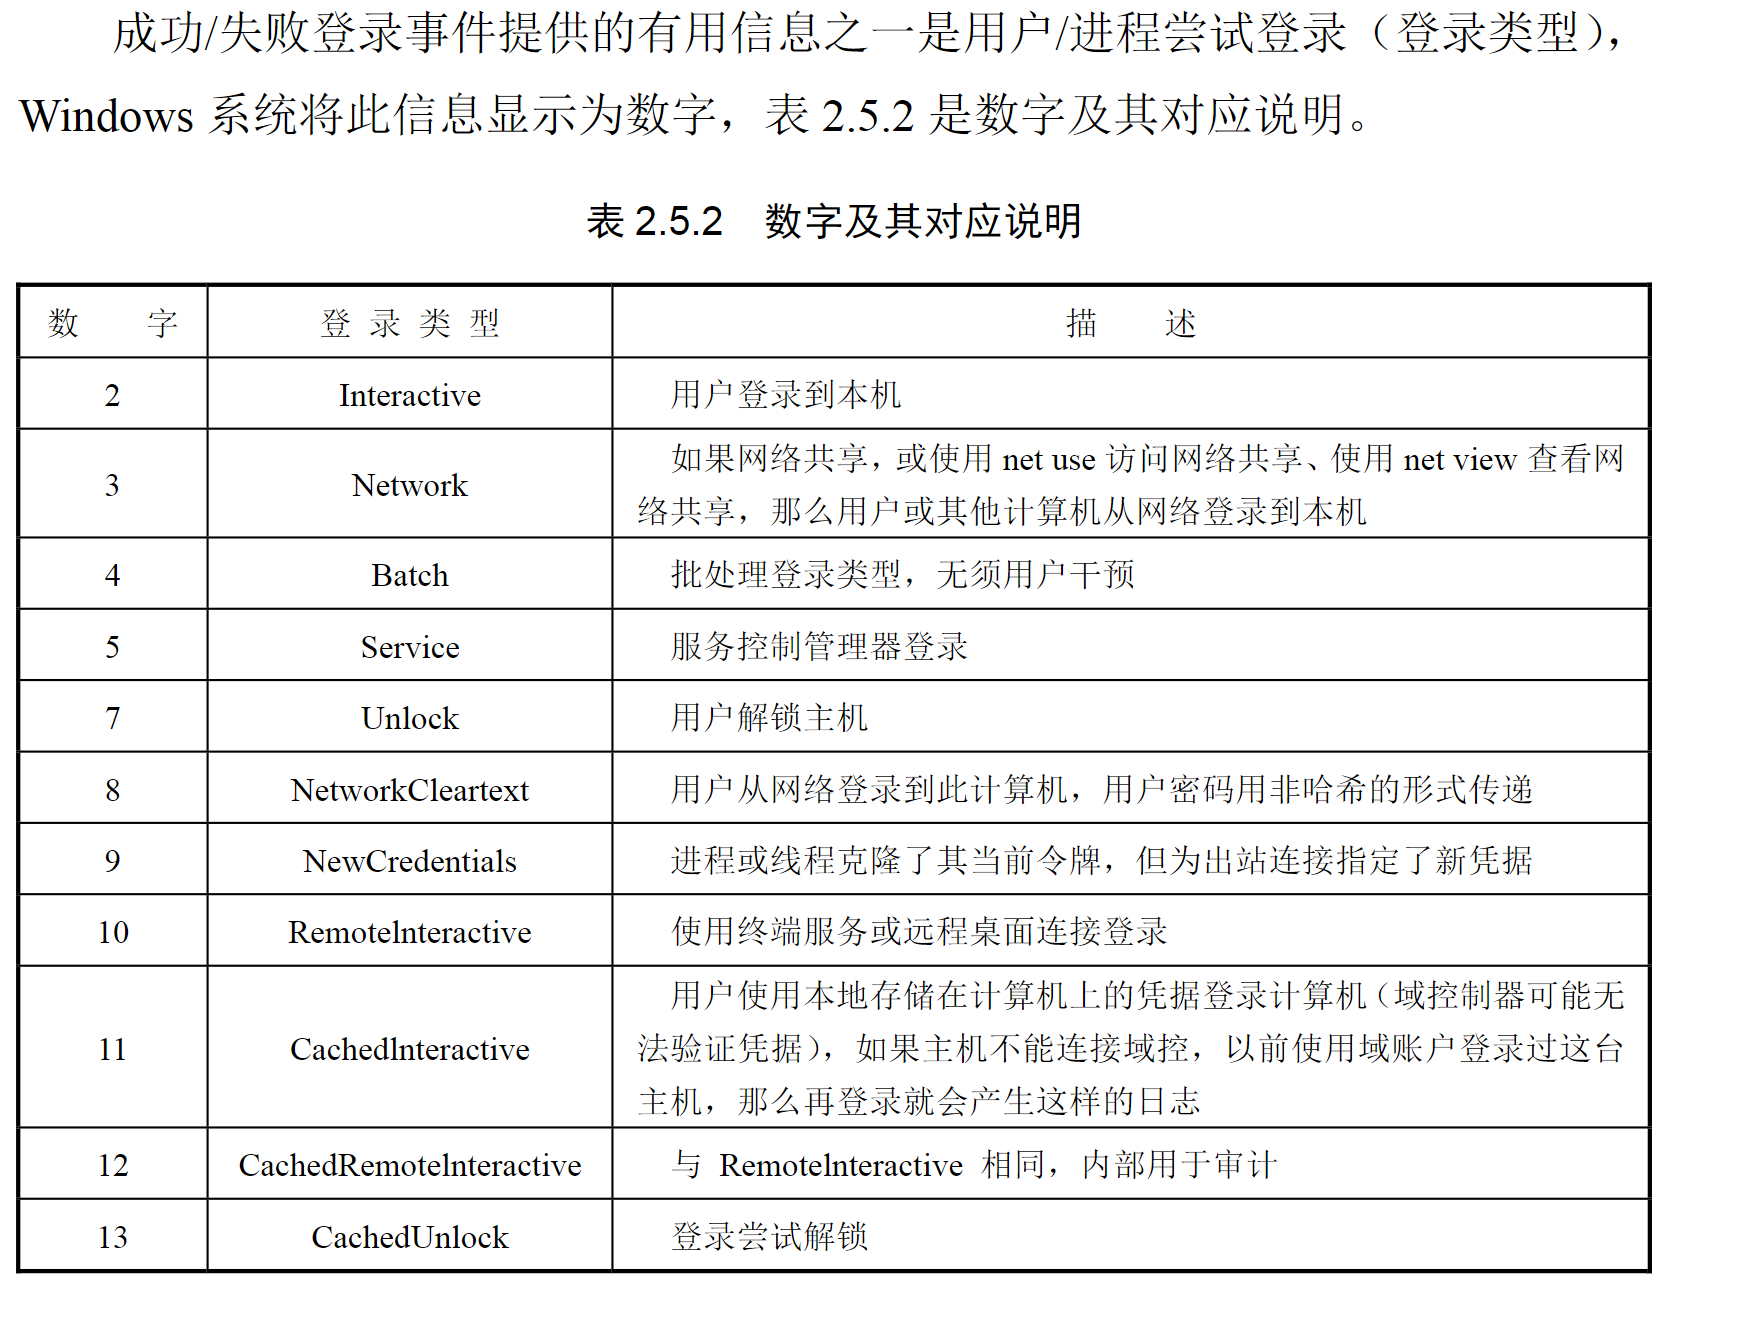 成功/失败登录事件提供的有用信息之一是用户/进程尝试登录（登录类型），
Windows 系统将此信息显示为数字，表 2.5.2 是数字及其对应说明。
表 2.5.2 数字及其对应说明
数 字 登 录 类 型 描 述
2 Interactive 用户登录到本机
3 Network 如果网络共享，或使用 net use 访问网络共享、使用 net view 查看网
络共享，那么用户或其他计算机从网络登录到本机
4 Batch 批处理登录类型，无须用户干预
5 Service 服务控制管理器登录
7 Unlock 用户解锁主机
8 NetworkCleartext 用户从网络登录到此计算机，用户密码用非哈希的形式传递
9 NewCredentials 进程或线程克隆了其当前令牌，但为出站连接指定了新凭据
10 RemotelInteractive 使用终端服务或远程桌面连接登录
11 CachedlInteractive 用户使用本地存储在计算机上的凭据登录计算机（域控制器可能无
法验证凭据），如果主机不能连接域控，以前使用域账户登录过这台
主机，那么再登录就会产生这样的日志
12 CachedRemotelnteractive 与 Remotelnteractive 相同，内部用于审计
13 CachedUnlock 登录尝试解锁